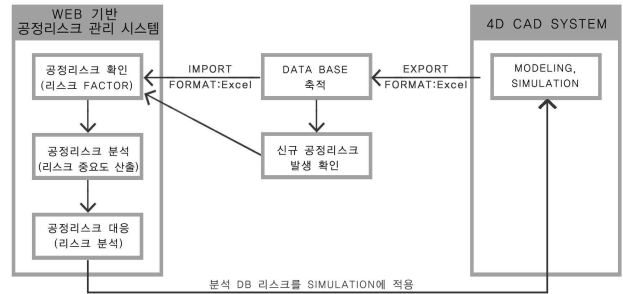 WEB 기반
공정리스크 관리 시스템
4D CAD SYSTEM
공정리스크 확인
(리스크 FACTOR)
IMPORT
FORMAT:Excel
DATA BASE
축적
EXPORT
FORMAT:Excel
MODELING,
SIMULATION
공정리스크 분석
(리스크 중요도 산출)
신규 공정리스크
발생 확인
공정리스크 대응
(리스크 분석)
분석 DB 리스크를 SIMULATION에 적용